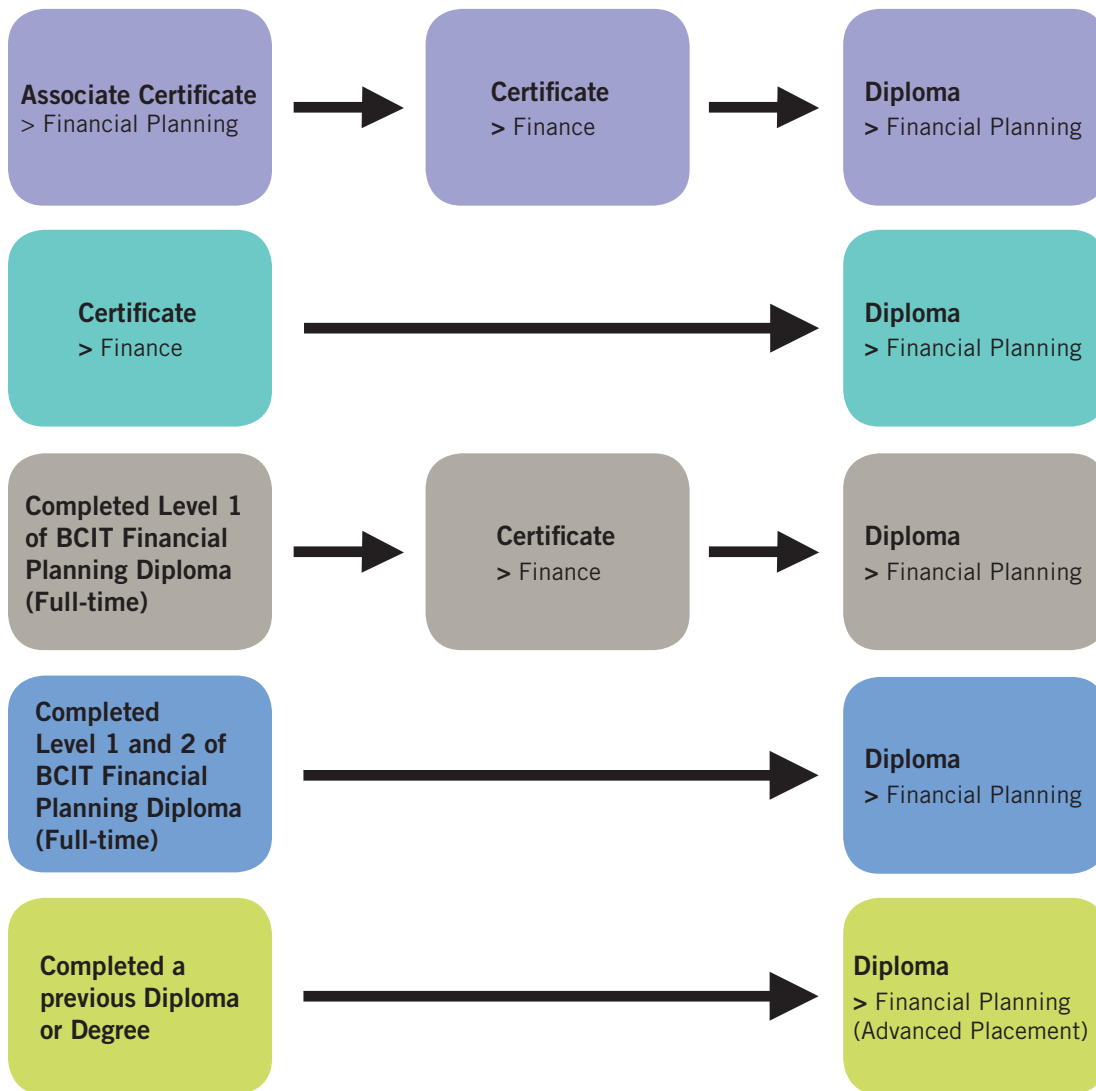 Associate Certificate
> Financial Planning
Certificate
> Finance
Diploma
> Financial Planning
Certificate
> Finance
Diploma
> Financial Planning
Completed Level 1
of BCIT Financial
Planning Diploma
(Full-time)
Certificate
> Finance
Diploma
> Financial Planning
Completed
Level 1 and 2 of
BCIT Financial
Planning Diploma
(Full-time)
Diploma
> Financial Planning
Completed a
previous Diploma
or Degree
Diploma
> Financial Planning
(Advanced Placement)